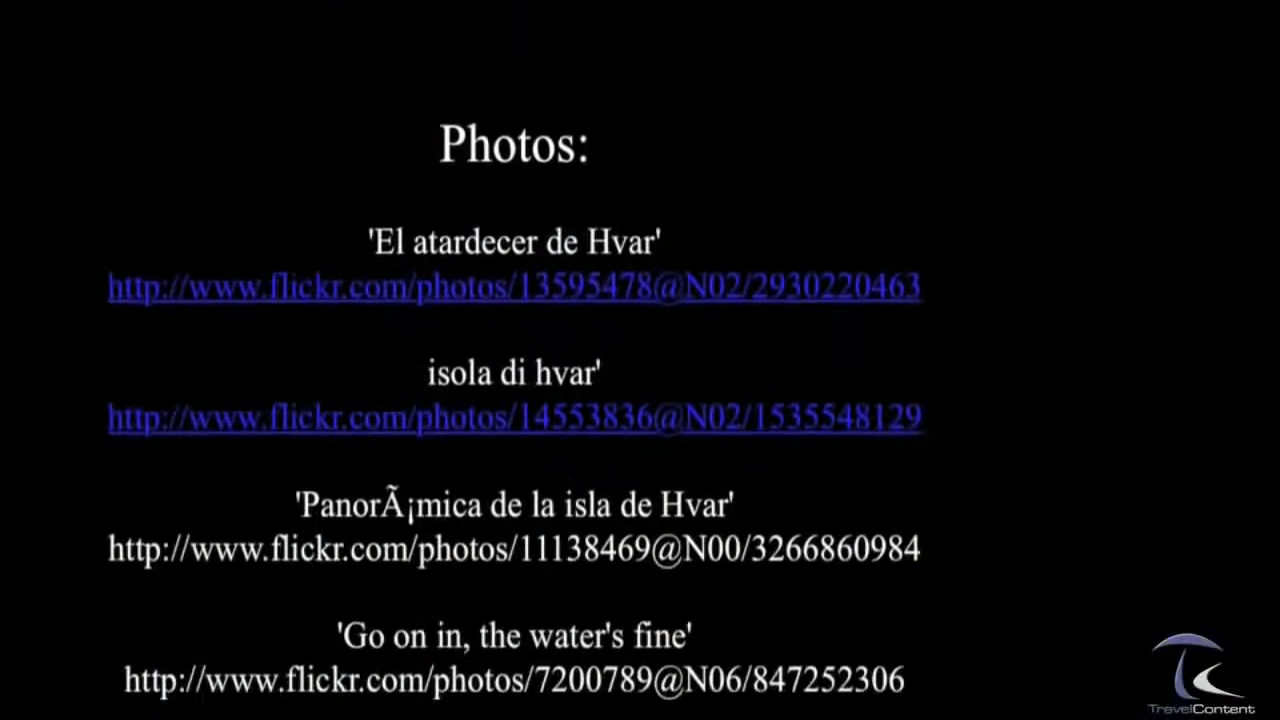 Photos:
'El atardecer de Hvar'
http://www.flickr.com/photos/13595478@N02/2930220463
isola di hvar'
http://www.flickr.com/photos/14553836@N02/1535548129
'PanorÃ¡mica de la isla de Hvar'
http://www.flickr.com/photos/11138469@N00/3266860984
'Go on in, the water's fine'
http://www.flickr.com/photos/7200789@N06/847252306
TravelContent